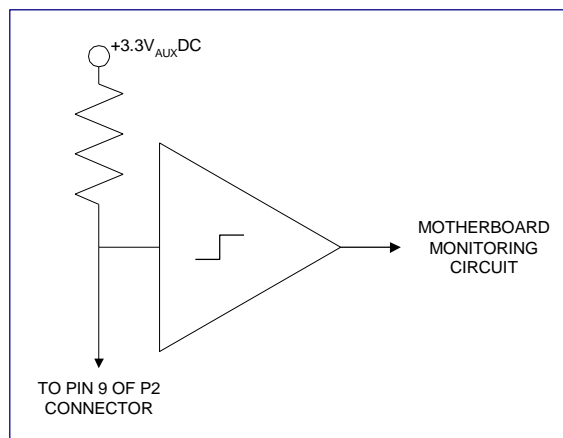 +3.3VAUXDC
MOTHERBOARD
MONITORING
CIRCUIT
TO PIN 9 OF P2
CONNECTOR